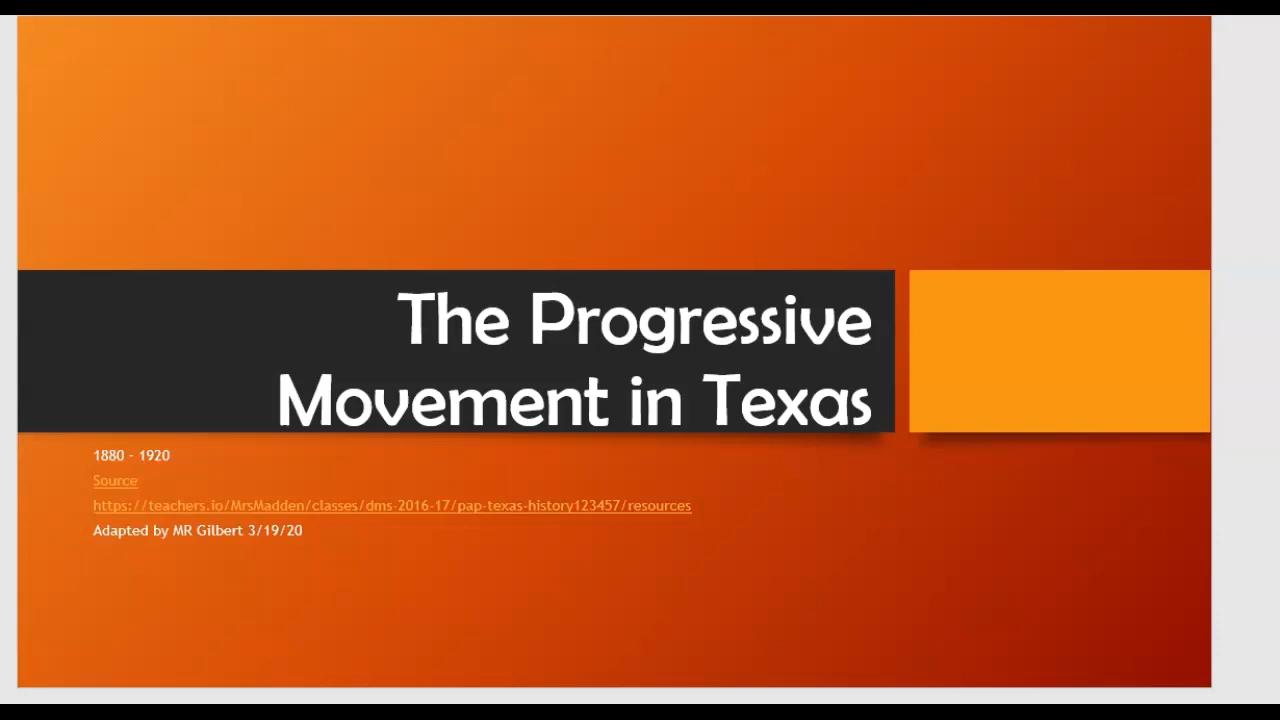 The Progressive
Movement in Texas
1880 - 1920
Source
https://teachers.io/MrsMadden/classes/dms-2016-17/pap-texas-history123457/resources
Adapted by MR Gilbert 3/19/20